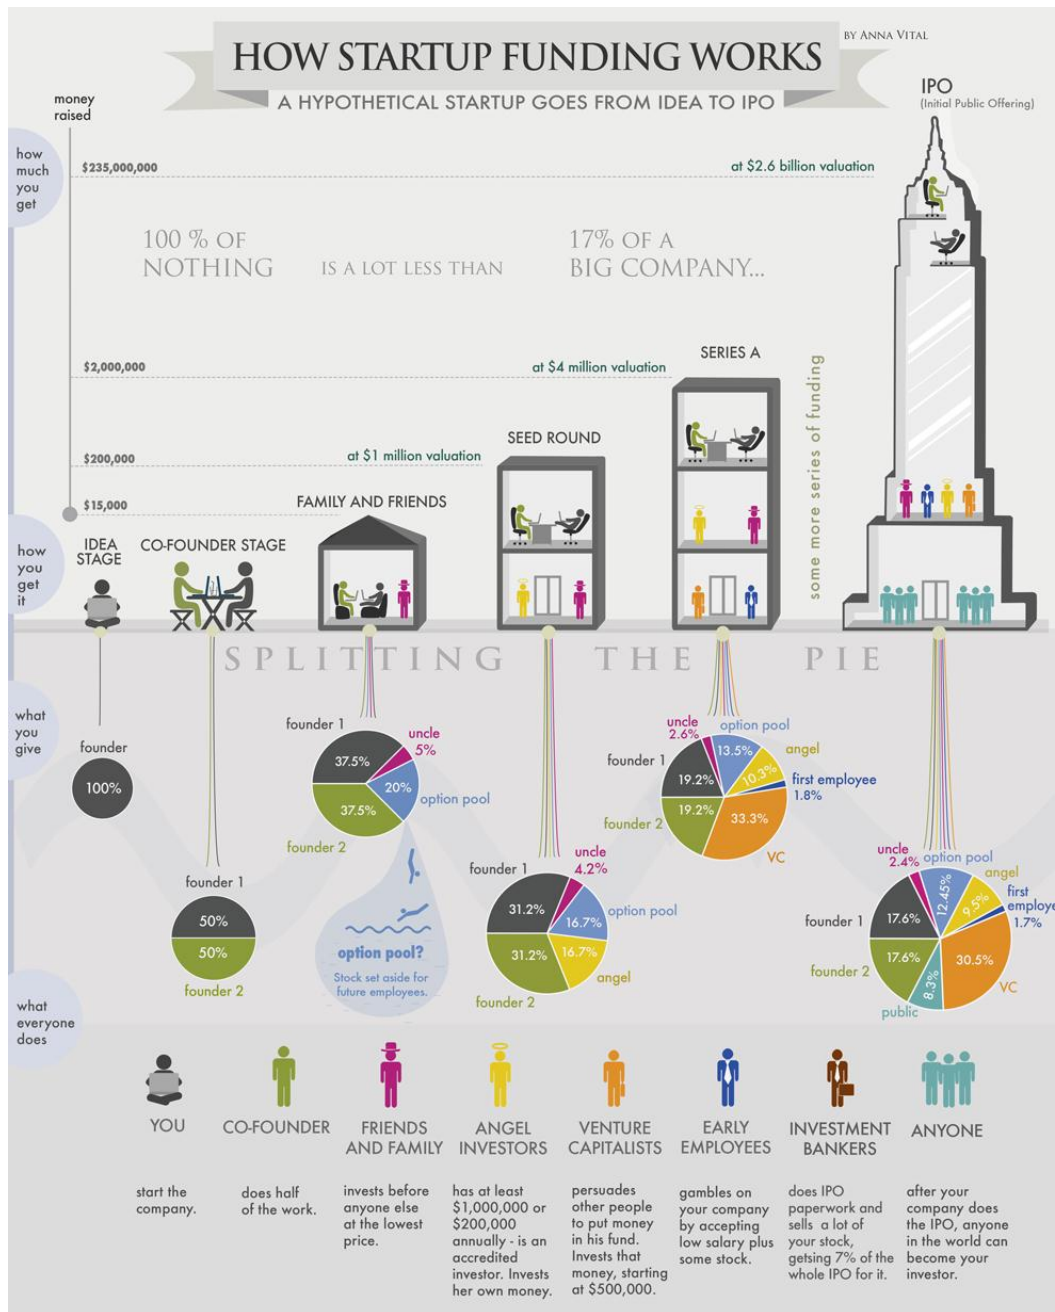 BY ANNA VITAL
HOW STARTUP FUNDING WORKS
A HYPOTHETICAL STARTUP GOES FROM IDEA TO IPO
IPO
(Initial Public Offering)
money
raised
how
much
you
get
$235,000,000
at $2.6 billion valuation
100 % OF
NOTHING
IS A LOT LESS THAN
17% OF A
BIG COMPANY...
$2,000,000
at $4 million valuation
SERIES A
some more series of funding
$200,000
at $1 million valuation
SEED ROUND
$15,000
FAMILY AND FRIENDS
how
you
get
it
IDEA
STAGE
CO-FOUNDER STAGE
SPLITTING THE PIE
what
you
give
founder
100%
founder 1
50%
50%
founder 2
founder 1
uncle
5%
37.5%
20%
option pool
37.5%
founder 2
option pool?
Stock set aside for
future employees.
founder 1
uncle
4.2%
31.2%
option pool
16.7%
31.2%
16.7%
angel
founder 2
uncle
2.6%
option pool
13.5%
angel
founder 1
10.3%
19.2%
first employee
1.8%
19.2%
founder 2
33.3%
VC
uncle
2.4%
option pool
angel
12.45%
9.5%
first
employe
1.7%
founder 1
17.6%
17.6%
30.5%
founder 2
8.3%
VC
public
what
everyone
does
YOU
start the
company.
CO-FOUNDER
does half
of the work.
FRIENDS
AND FAMILY
invests before
anyone else
at the lowest
price.
ANGEL
INVESTORS
has at least
$1,000,000 or
$200,000
annually - is an
accredited
investor. Invests
her own money.
VENTURE
CAPITALISTS
persuades
other people
to put money
in his fund.
Invests that
money, starting
at $500,000.
EARLY
EMPLOYEES
gambles on
your company
by accepting
low salary plus
some stock.
INVESTMENT
BANKERS
does IPO
paperwork and
sells a lot of
your stock,
getsing 7% of the
whole IPO for it.
ANYONE
after your
company does
the IPO, anyone
in the world can
become your
investor.